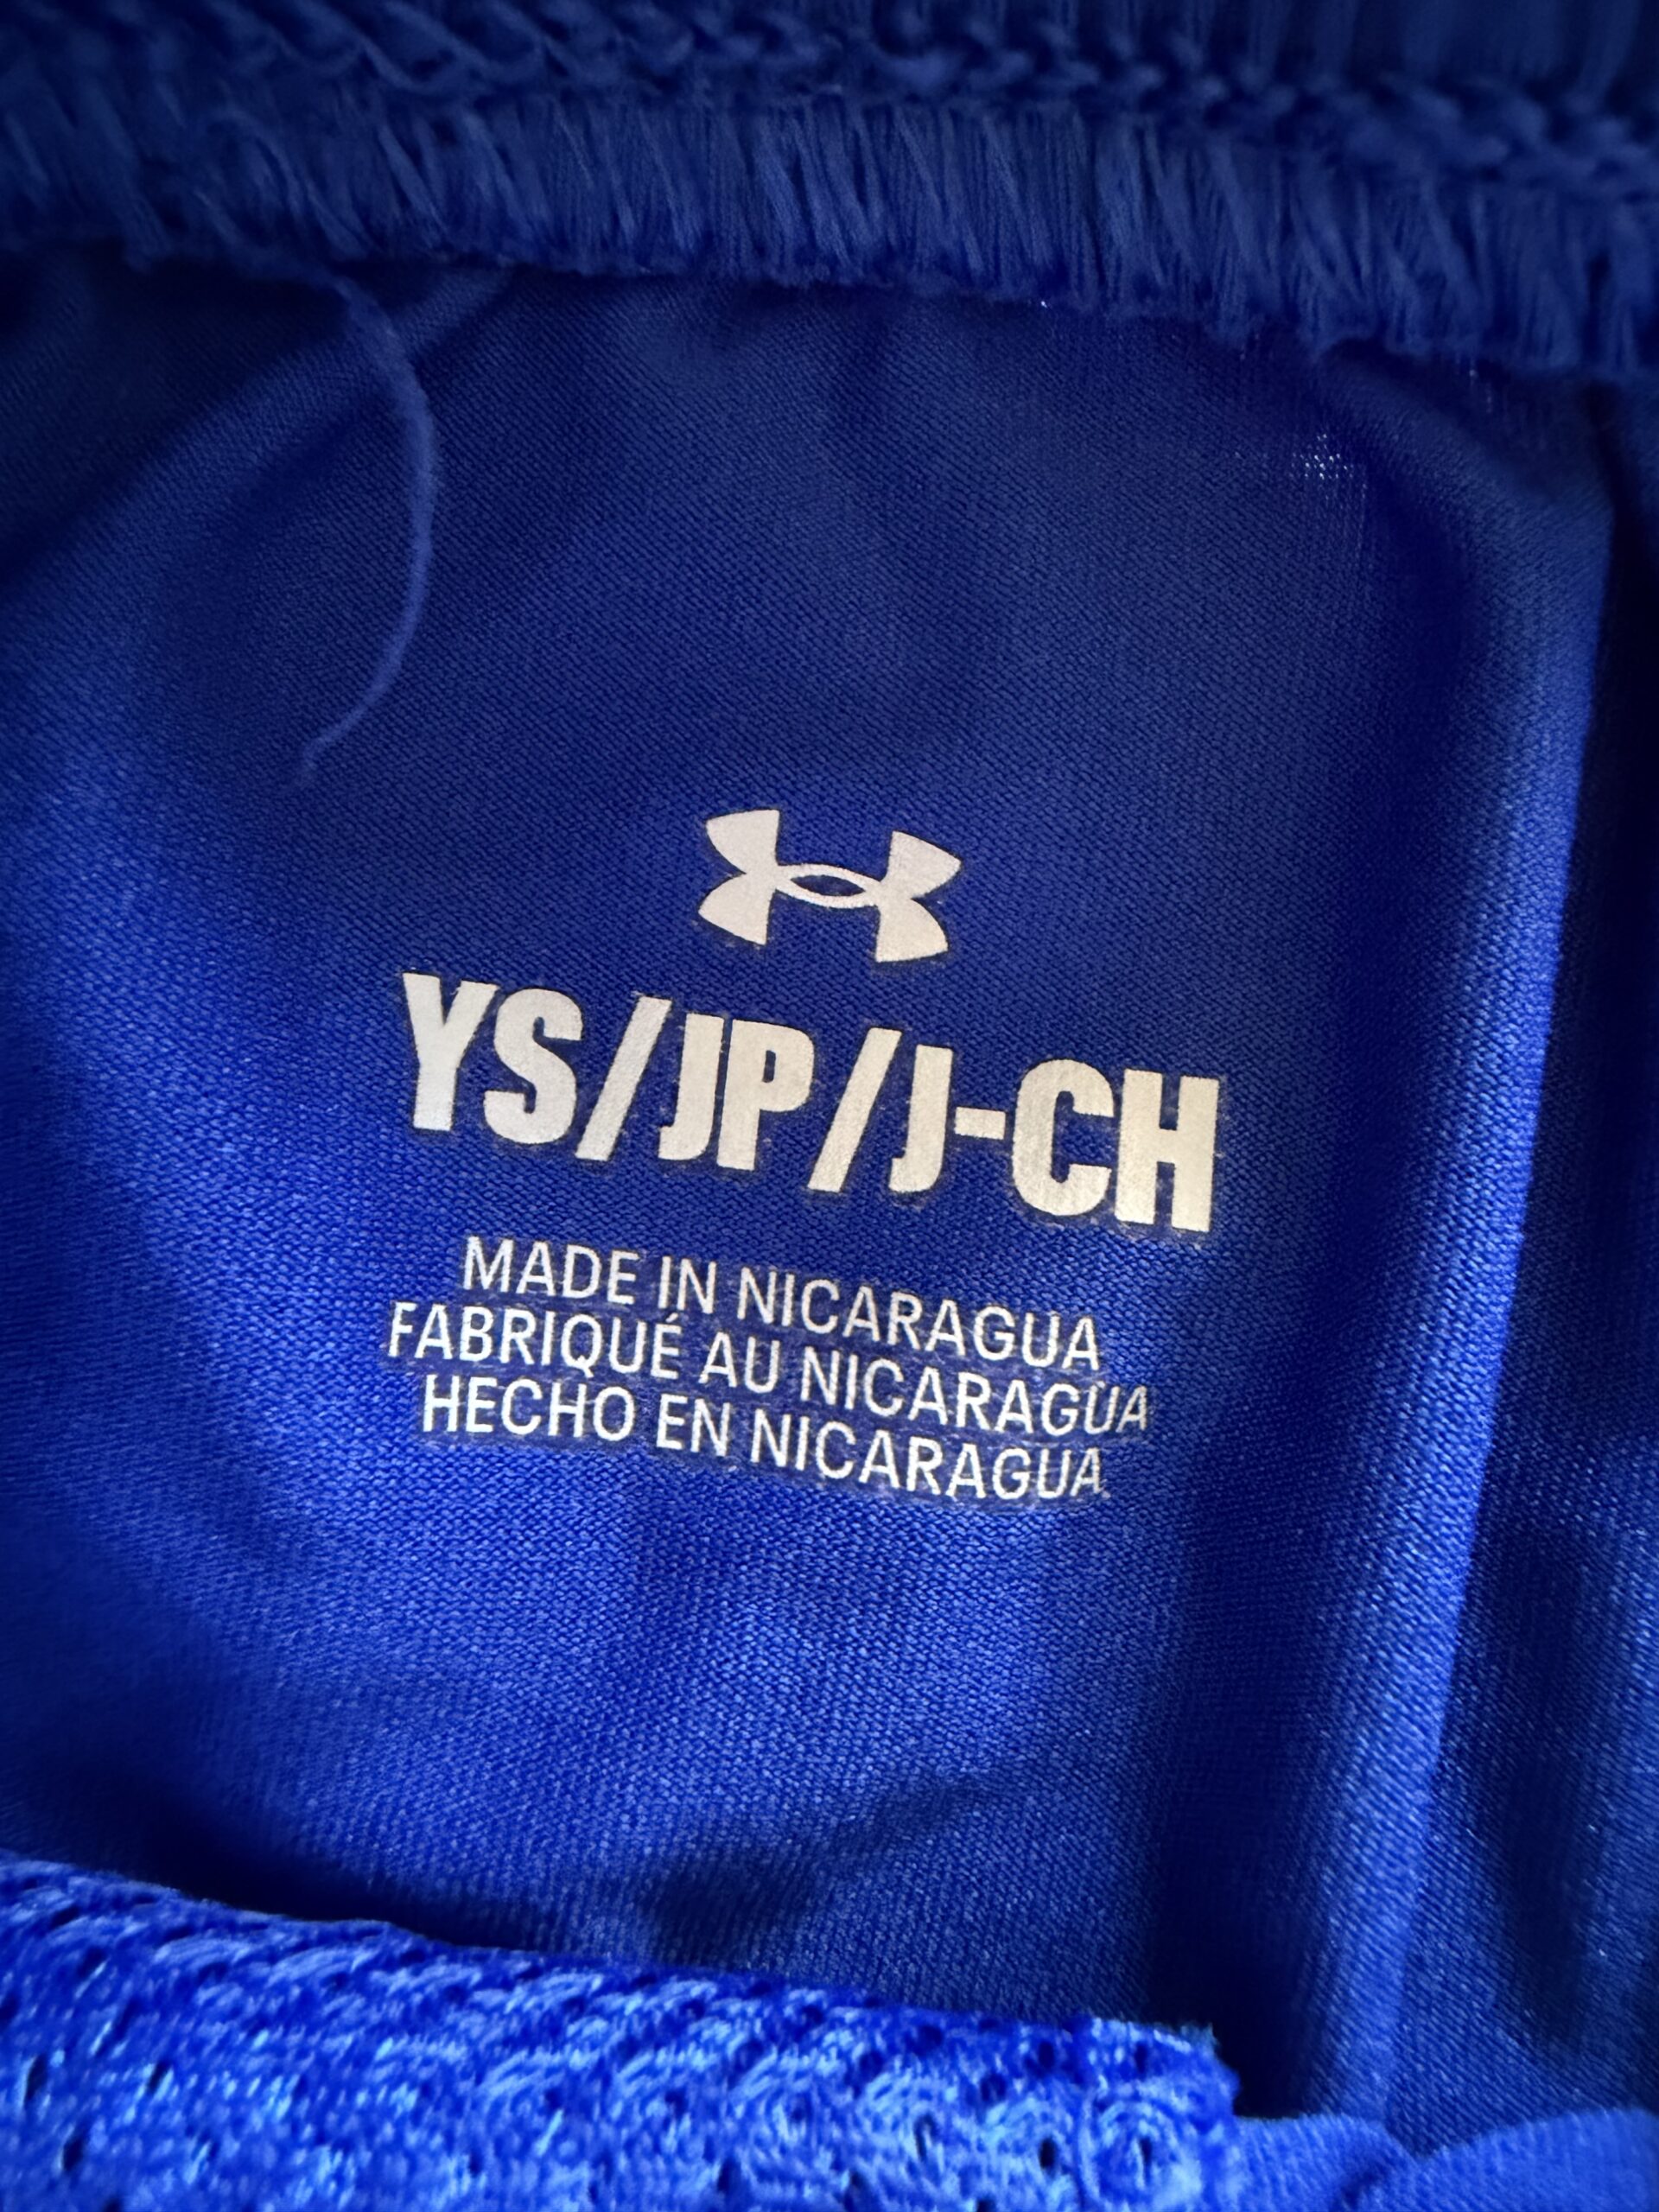 YS/JP/J-CH
MADE IN NICARAGUA
FABRIQUÉ AU NICARAGUA
HECHO EN NICARAGUA